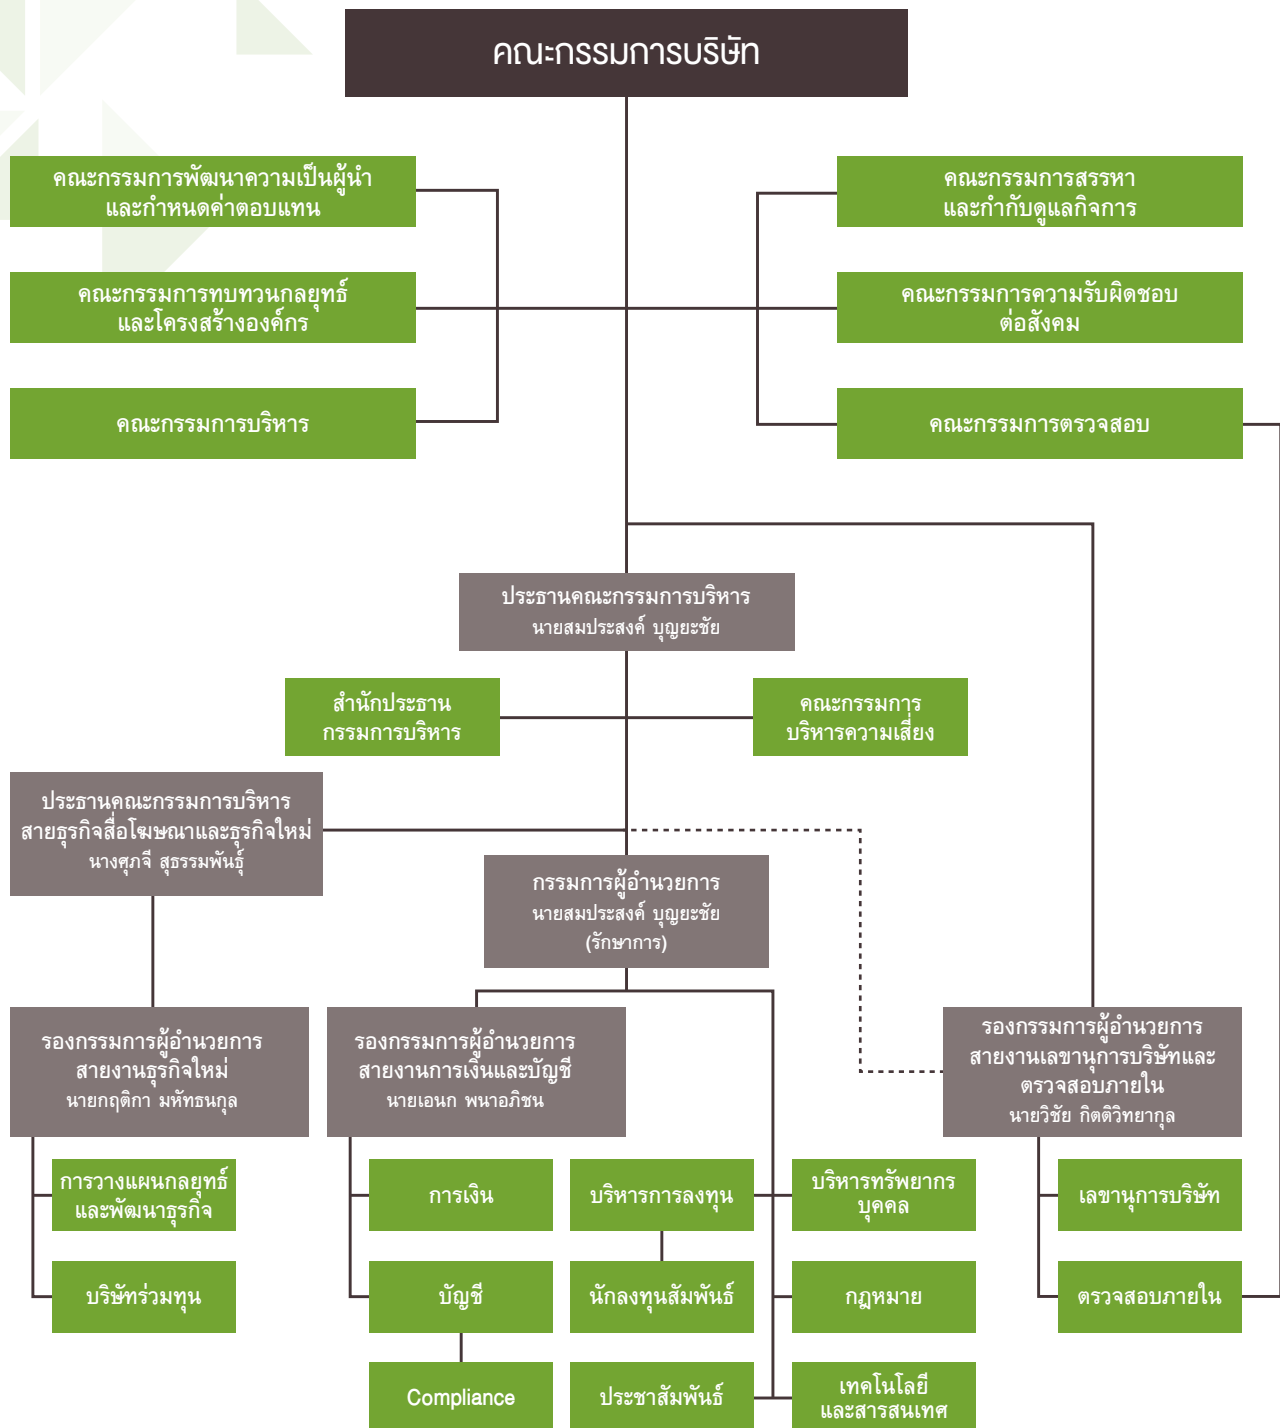 คณะกรรมการบริษัท
คณะกรรมการพัฒนาความเป็นผู้นำ
และกำหนดค่าตอบแทน
คณะกรรมการสรรหา
และกำกับดูแลกิจการ
คณะกรรมการทบทวนกลยุทธ์
และโครงสร้างองค์กร
คณะกรรมการความรับผิดชอบ
ต่อสังคม
คณะกรรมการบริหาร
คณะกรรมการตรวจสอบ
ประธานคณะกรรมการบริหาร
นายสมประสงค์ บุญยะชัย
สำนักประธาน
กรรมการบริหาร
คณะกรรมการ
บริหารความเสี่ยง
ประธานคณะกรรมการบริหาร
สายธุรกิจสื่อโฆษณาและธุรกิจใหม่
นางศุภจี สุธรรมพันธุ์
กรรมการผู้อำนวยการ
นายสมประสงค์ บุญยะชัย
(รักษาการ)
รองกรรมการผู้อำนวยการ
สายงานธุรกิจใหม่
นายกฤติกา มหัทธนกุล
รองกรรมการผู้อำนวยการ
สายงานการเงินและบัญชี
นายเอนก พนาอภิชน
รองกรรมการผู้อำนวยการ
สายงานเลขานุการบริษัทและ
ตรวจสอบภายใน
นายวิชัย กิตติวิทยากุล
การวางแผนกลยุทธ์
และพัฒนาธุรกิจ
การเงิน
บริหารการลงทุน
บริหารทรัพยากร
บุคคล
เลขานุการบริษัท
บริษัทร่วมทุน
บัญชี
นักลงทุนสัมพันธ์
กฎหมาย
ตรวจสอบภายใน
Compliance
ประชาสัมพันธ์
เทคโนโลยี
และสารสนเทศ